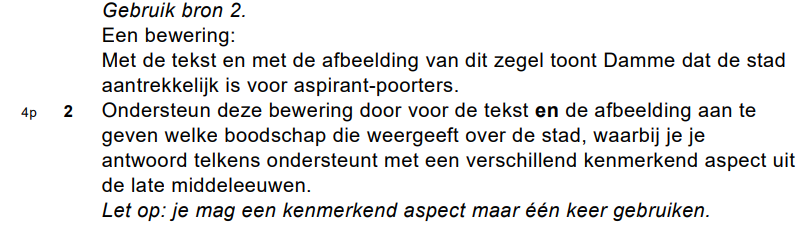 Gebruik bron 2.
Een bewering:
Met de tekst en met de afbeelding van dit zegel toont Damme dat de stad
aantrekkelijk is voor aspirant-poorters.
4p 2 Ondersteun deze bewering door voor de tekst en de afbeelding aan te
geven welke boodschap die weergeeft over de stad, waarbij je je
antwoord telkens ondersteunt met een verschillend kenmerkend aspect uit
de late middeleeuwen.
Let op: je mag een kenmerkend aspect maar één keer gebruiken.